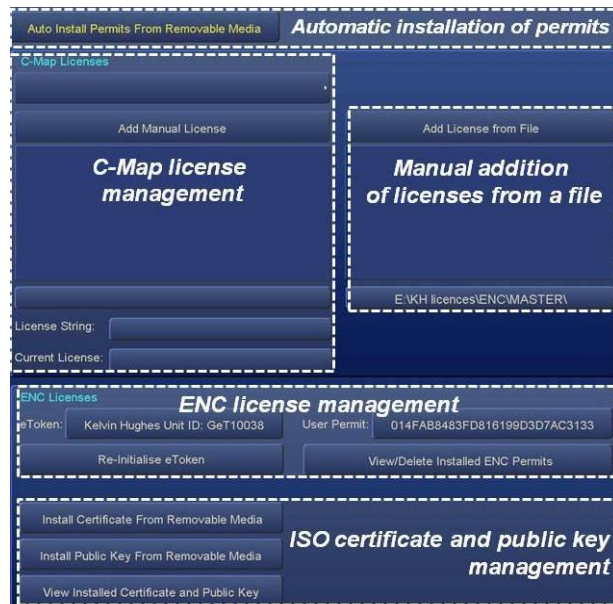 Auto Install Permits From Removable Media
Automatic installation of permits
C-Map Licenses
Add Manual License
Add License from File
C-Map license
management
Manual addition
of licenses from a file
E:\KH licences\ENC\MASTER\
License String:
Current License:
ENC Licenses
ENC license management
eToken:
Kelvin Hughes Unit ID: GeT10038
User Permit:
014FAB8483FD816199D3D7AC3133
Re-Initialise eToken
View/Delete Installed ENC Permits
Install Certificate From Removable Media
Install Public Key From Removable Media
View Installed Certificate and Public Key
ISO certificate and public key
management